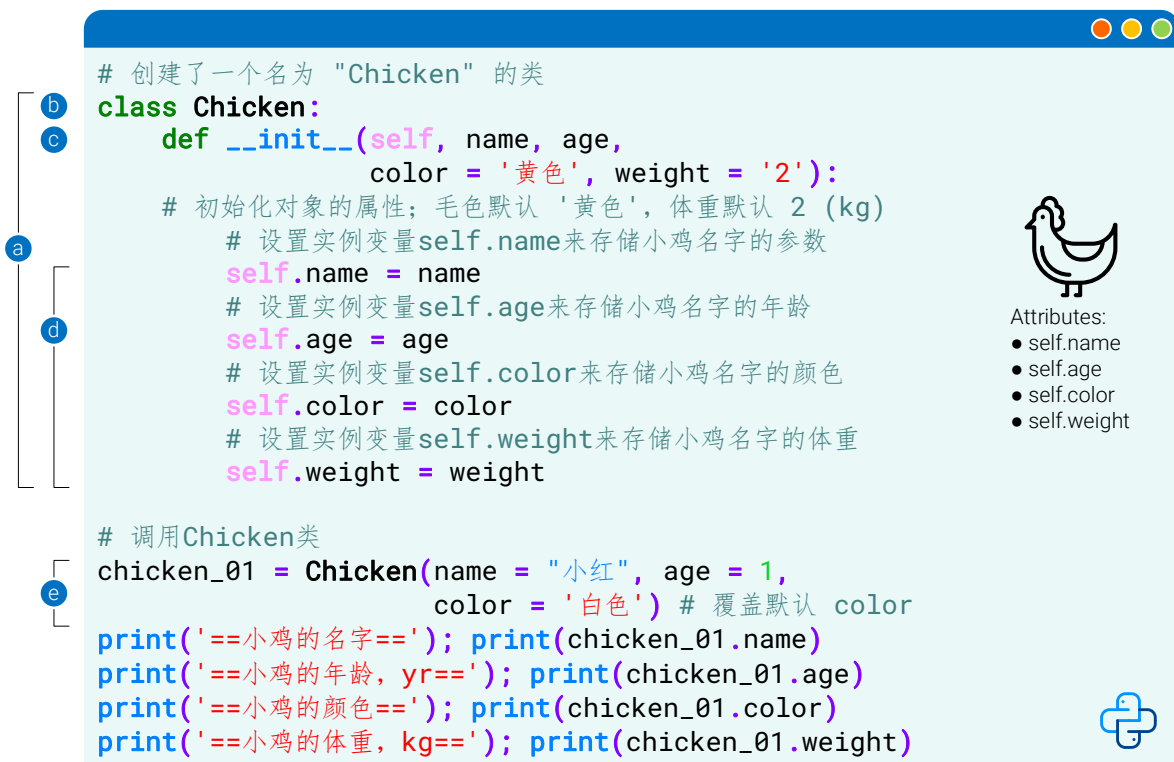 # 创建了一个名为 "Chicken" 的类
b class Chicken:
c def __init__(self, name, age,
color = '黄色', weight = '2'):
# 初始化对象的属性；毛色默认 '黄色'，体重默认 2 (kg)
a # 设置实例变量self.name来存储小鸡名字的参数
self.name = name
# 设置实例变量self.age来存储小鸡名字的年龄
d self.age = age
# 设置实例变量self.color来存储小鸡名字的颜色
self.color = color
# 设置实例变量self.weight来存储小鸡名字的体重
self.weight = weight
Attributes:
● self.name
● self.age
● self.color
● self.weight
# 调用Chicken类
chicken_01 = Chicken(name = "小红", age = 1,
e color = '白色') # 覆盖默认 color
print('==小鸡的名字=='); print(chicken_01.name)
print('==小鸡的年龄，yr=='); print(chicken_01.age)
print('==小鸡的颜色=='); print(chicken_01.color)
print('==小鸡的体重，kg=='); print(chicken_01.weight)